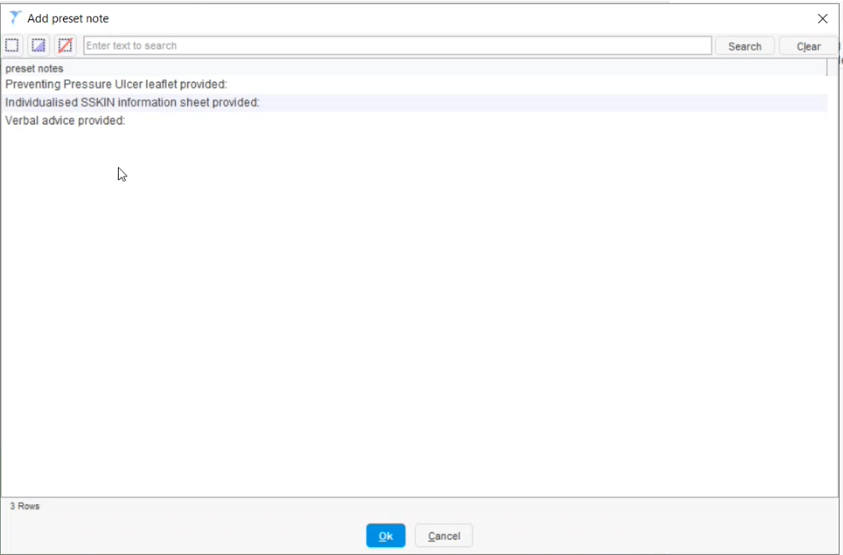 Add preset note
Enter text to search
Search
Clear
preset notes
Preventing Pressure Ulcer leaflet provided:
Individualised SSKIN information sheet provided:
Verbal advice provided:
3 Rows
Ok
Cancel